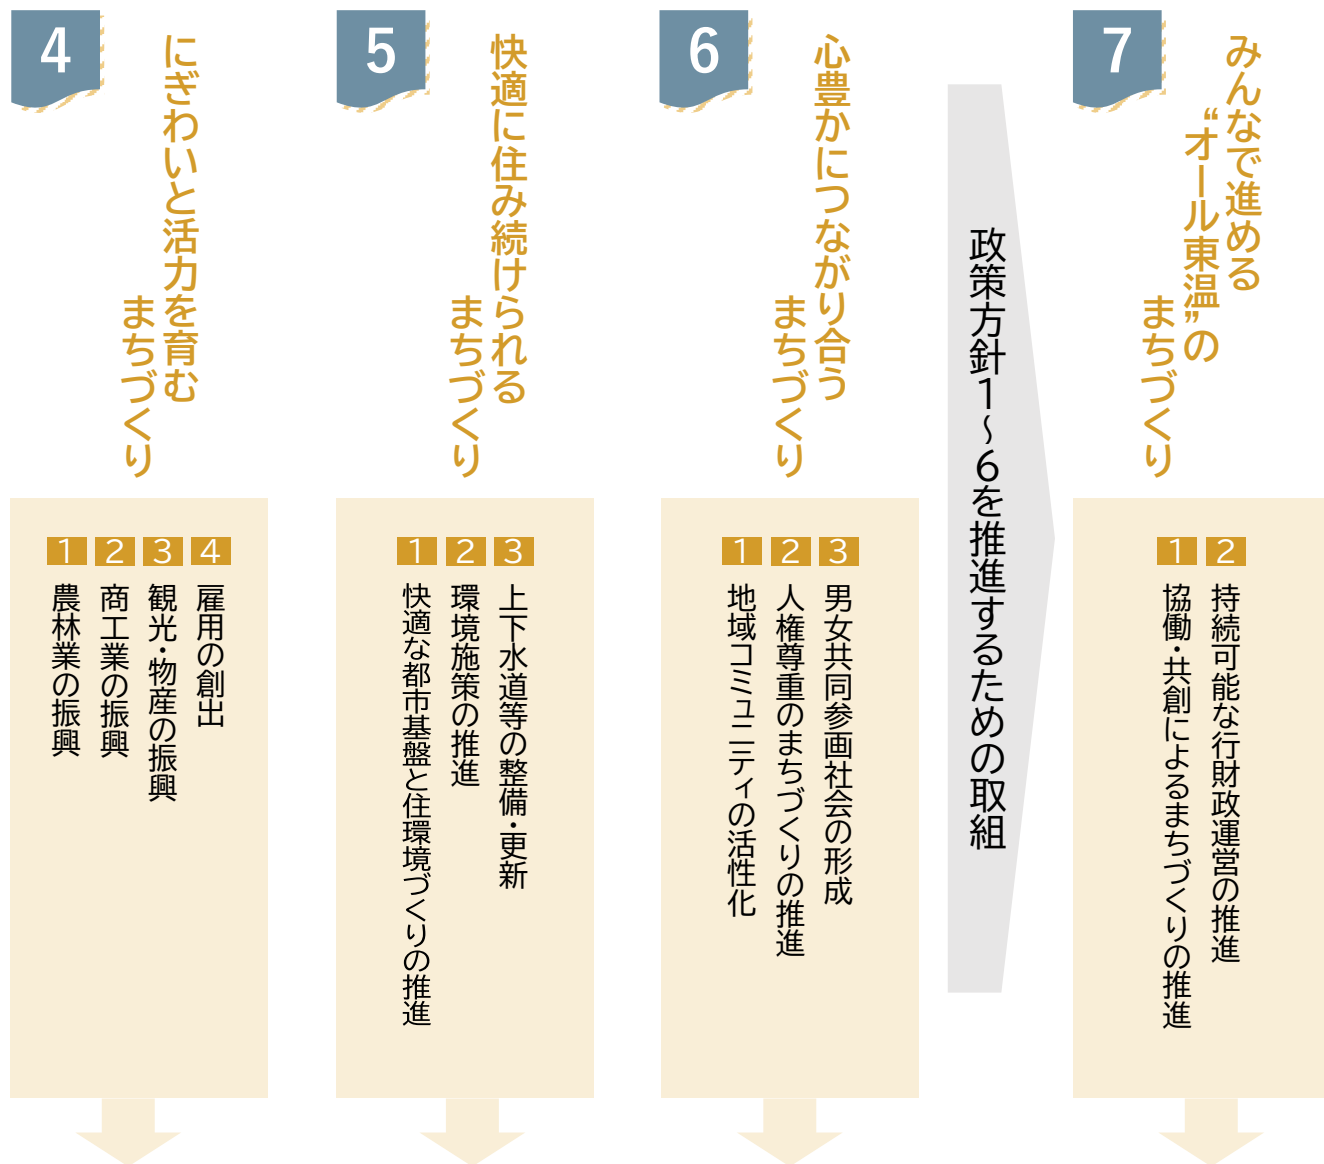 4
にぎわいと活力を育む
まちづくり
1 農林業の振興
2 商工業の振興
3 観光・物産の振興
4 雇用の創出
5
快適に住み続けられる
まちづくり
1 快適な都市基盤と住環境づくりの推進
2 環境施策の推進
3 上下水道等の整備・更新
6
心豊かにつながり合う
まちづくり
1 地域コミュニティの活性化
2 人権尊重のまちづくりの推進
3 男女共同参画社会の形成
政策方針1～6を推進するための取組
7
みんなで進める
“オール東温”の
まちづくり
1 協働・共創によるまちづくりの推進
2 持続可能な行財政運営の推進